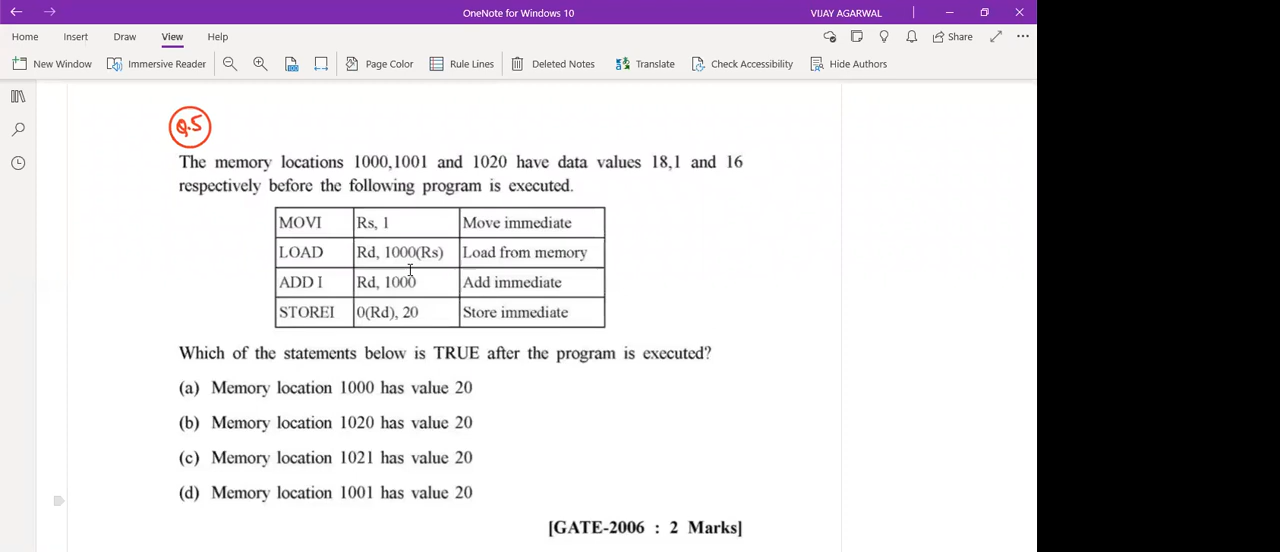 OneNote for Windows 10
VIJAY AGARWAL
Home Insert Draw View Help
Share
New Window Immersive Reader Page Color Rule Lines Deleted Notes Translate Check Accessibility Hide Authors
Q.5
The memory locations 1000,1001 and 1020 have data values 18,1 and 16
respectively before the following program is executed.
MOVI Rs, 1 Move immediate
LOAD Rd, 1000(Rs) Load from memory
ADD I Rd, 1000 Add immediate
STOREI 0(Rd), 20 Store immediate
Which of the statements below is TRUE after the program is executed?
(a) Memory location 1000 has value 20
(b) Memory location 1020 has value 20
(c) Memory location 1021 has value 20
(d) Memory location 1001 has value 20
[GATE-2006 : 2 Marks]